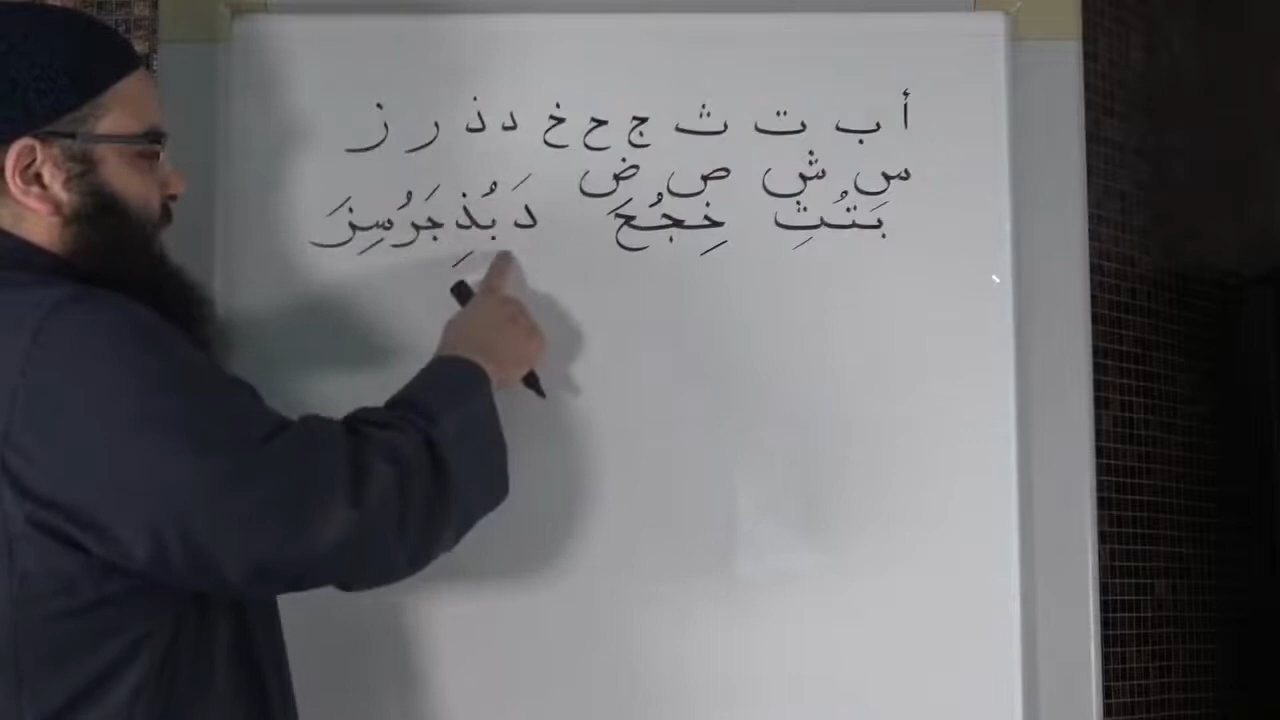 أ ب ت ث ج ح خ د ذ ر ز
س ش ص ض
بَتُثِ خِجُحَ دَ بُذِجَرُسِزَ